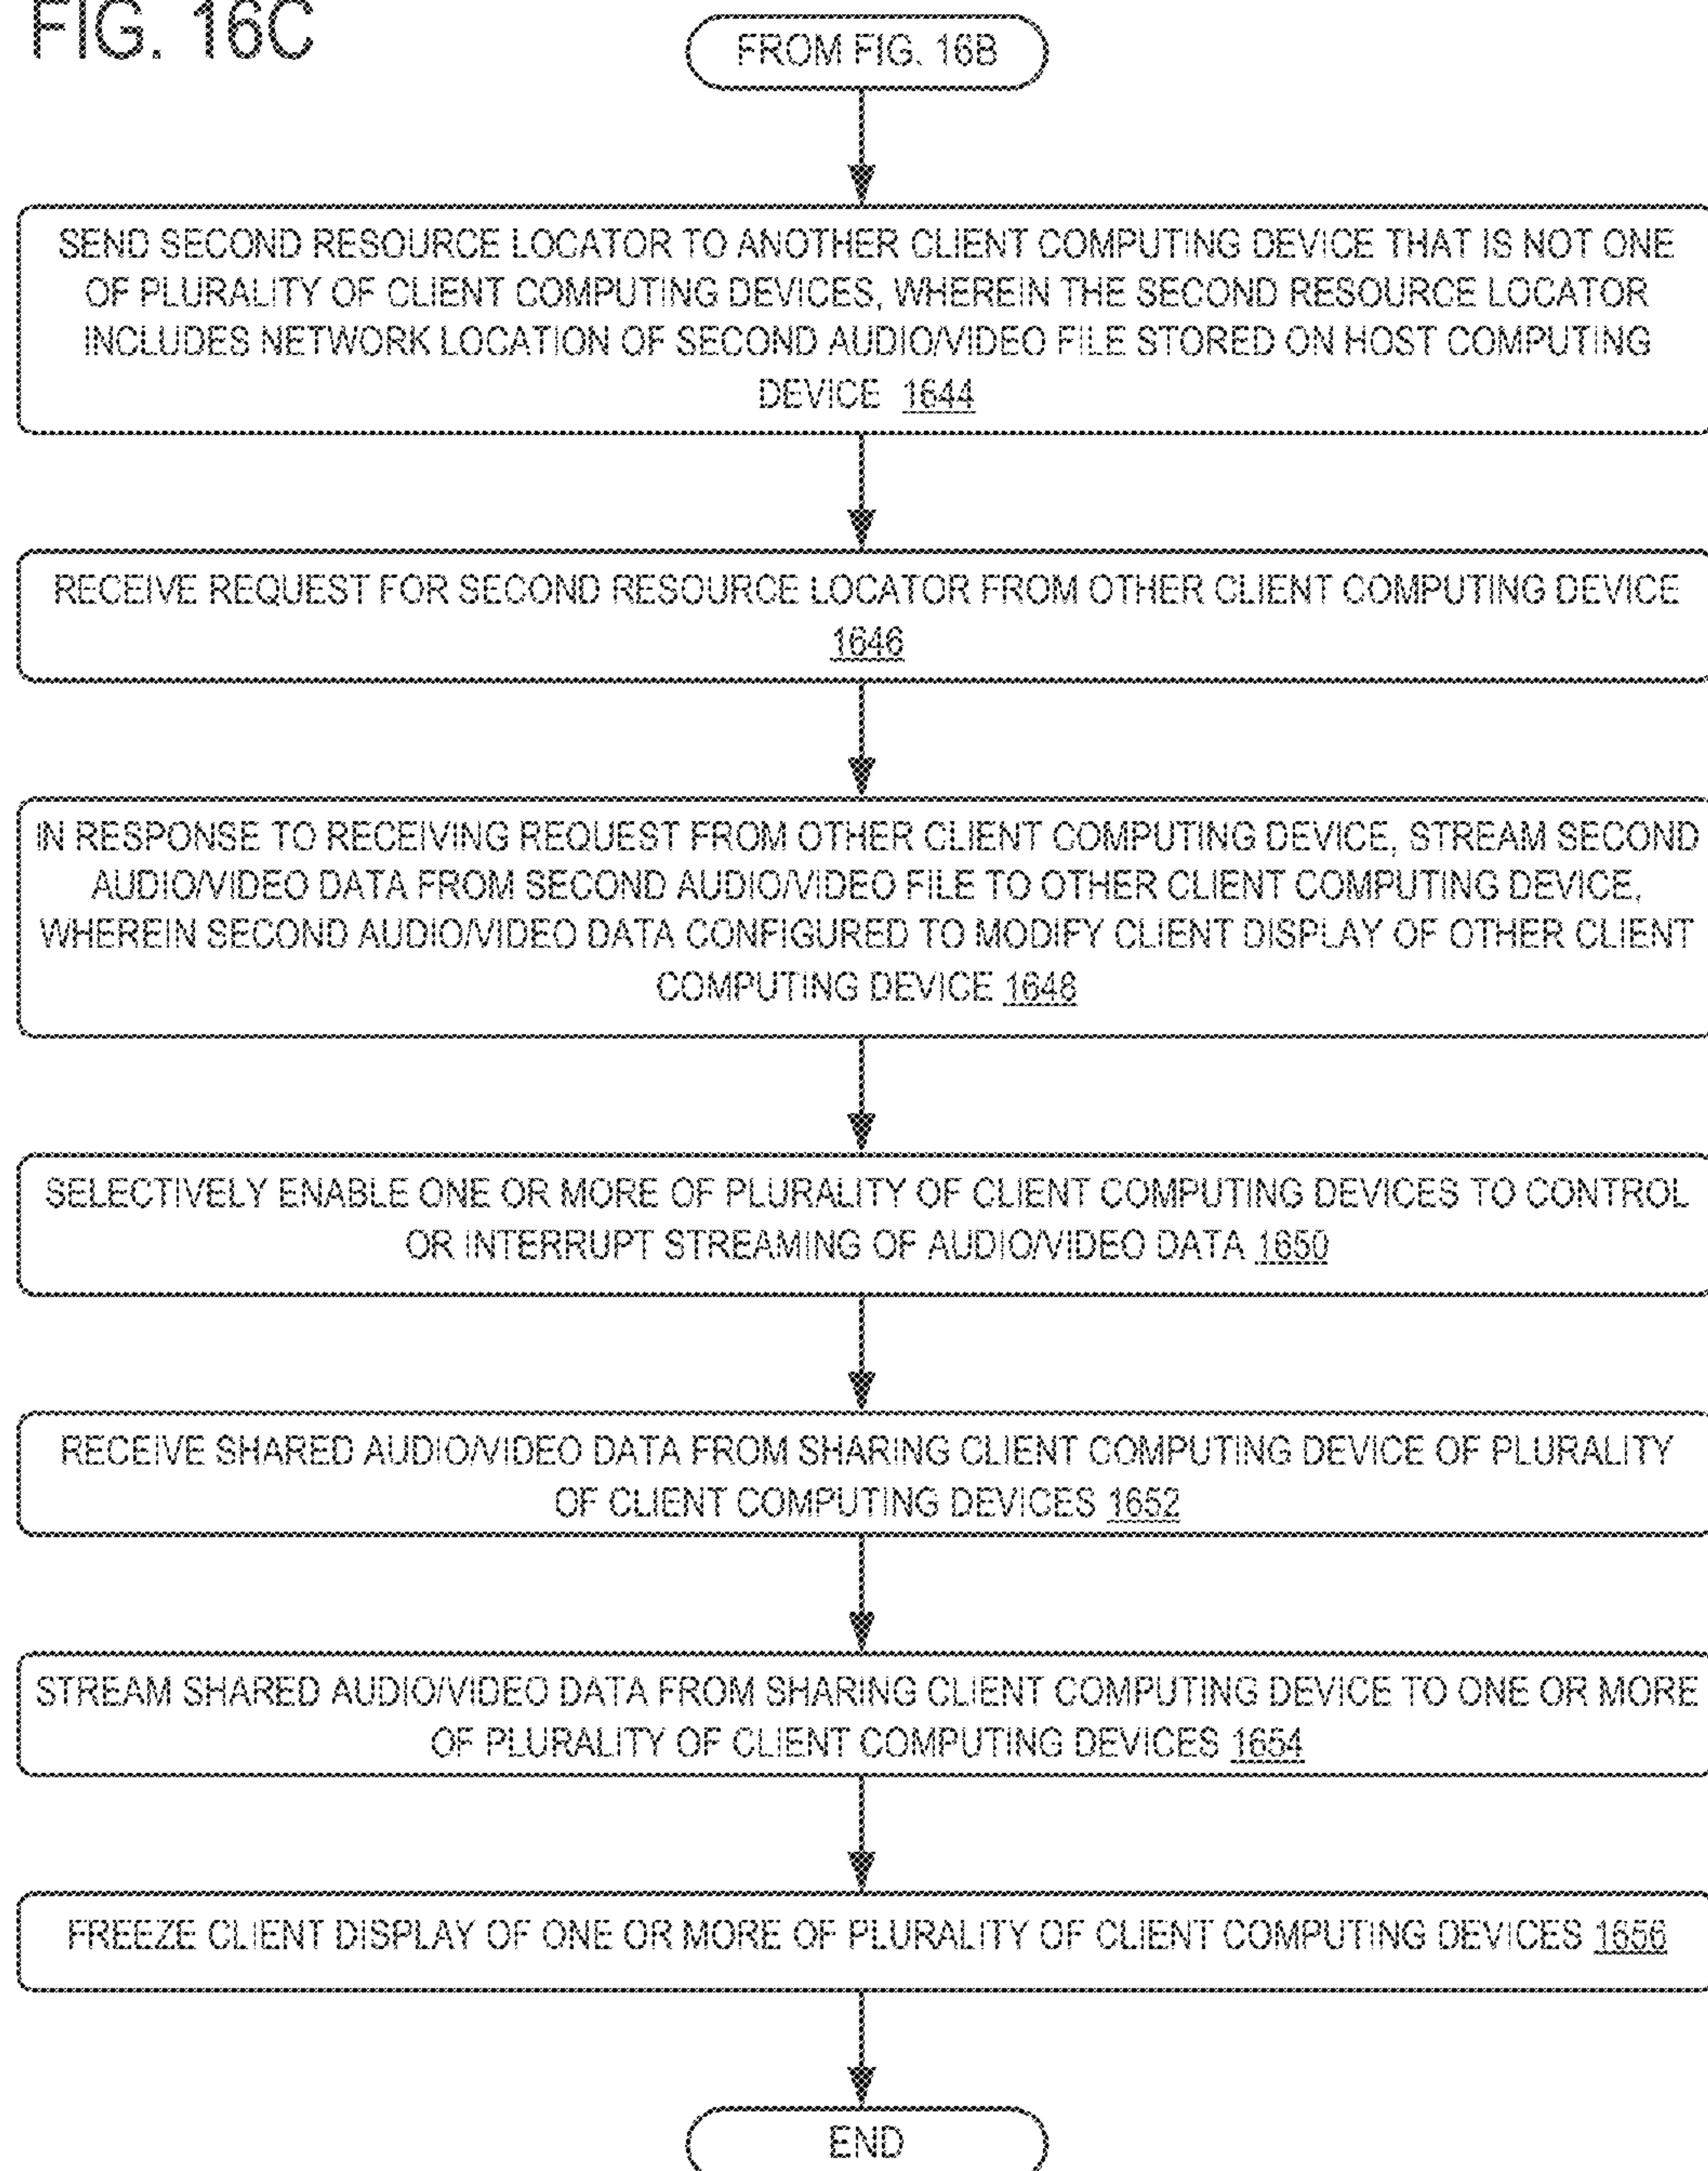 FIG. 16C
FROM FIG. 16B
SEND SECOND RESOURCE LOCATOR TO ANOTHER CLIENT COMPUTING DEVICE THAT IS NOT ONE
OF PLURALITY OF CLIENT COMPUTING DEVICES, WHEREIN THE SECOND RESOURCE LOCATOR
INCLUDES NETWORK LOCATION OF SECOND AUDIO/VIDEO FILE STORED ON HOST COMPUTING
DEVICE 1644
RECEIVE REQUEST FOR SECOND RESOURCE LOCATOR FROM OTHER CLIENT COMPUTING DEVICE
1646
IN RESPONSE TO RECEIVING REQUEST FROM OTHER CLIENT COMPUTING DEVICE, STREAM SECOND
AUDIO/VIDEO DATA FROM SECOND AUDIO/VIDEO FILE TO OTHER CLIENT COMPUTING DEVICE,
WHEREIN SECOND AUDIO/VIDEO DATA CONFIGURED TO MODIFY CLIENT DISPLAY OF OTHER CLIENT
COMPUTING DEVICE 1648
SELECTIVELY ENABLE ONE OR MORE OF PLURALITY OF CLIENT COMPUTING DEVICES TO CONTROL
OR INTERRUPT STREAMING OF AUDIO/VIDEO DATA 1650
RECEIVE SHARED AUDIO/VIDEO DATA FROM SHARING CLIENT COMPUTING DEVICE OF PLURALITY
OF CLIENT COMPUTING DEVICES 1652
STREAM SHARED AUDIO/VIDEO DATA FROM SHARING CLIENT COMPUTING DEVICE TO ONE OR MORE
OF PLURALITY OF CLIENT COMPUTING DEVICES 1654
FREEZE CLIENT DISPLAY OF ONE OR MORE OF PLURALITY OF CLIENT COMPUTING DEVICES 1656
END